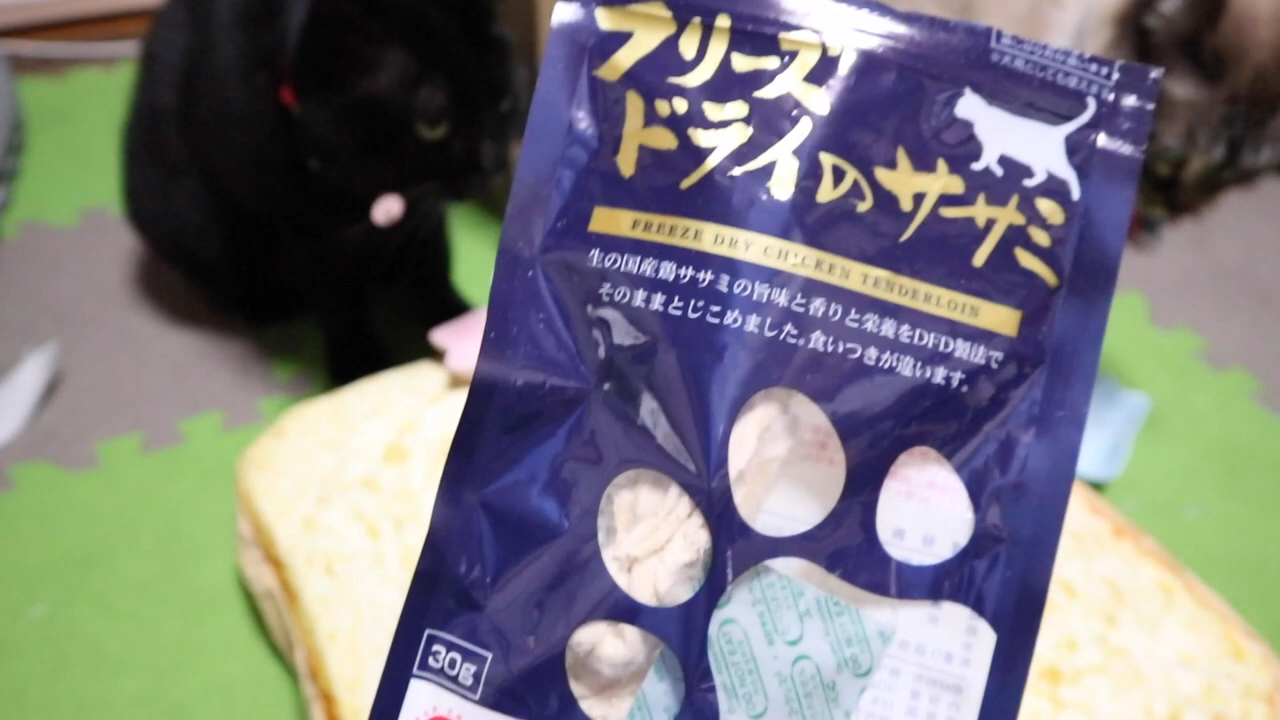 フリーズ
ドライのササミ
FREEZE DRY CHICKEN TENDERLOIN
生の国産鶏ササミの旨味と香りと栄養をDFD製法で
そのままとじこめました。食いつきが違います。
30g